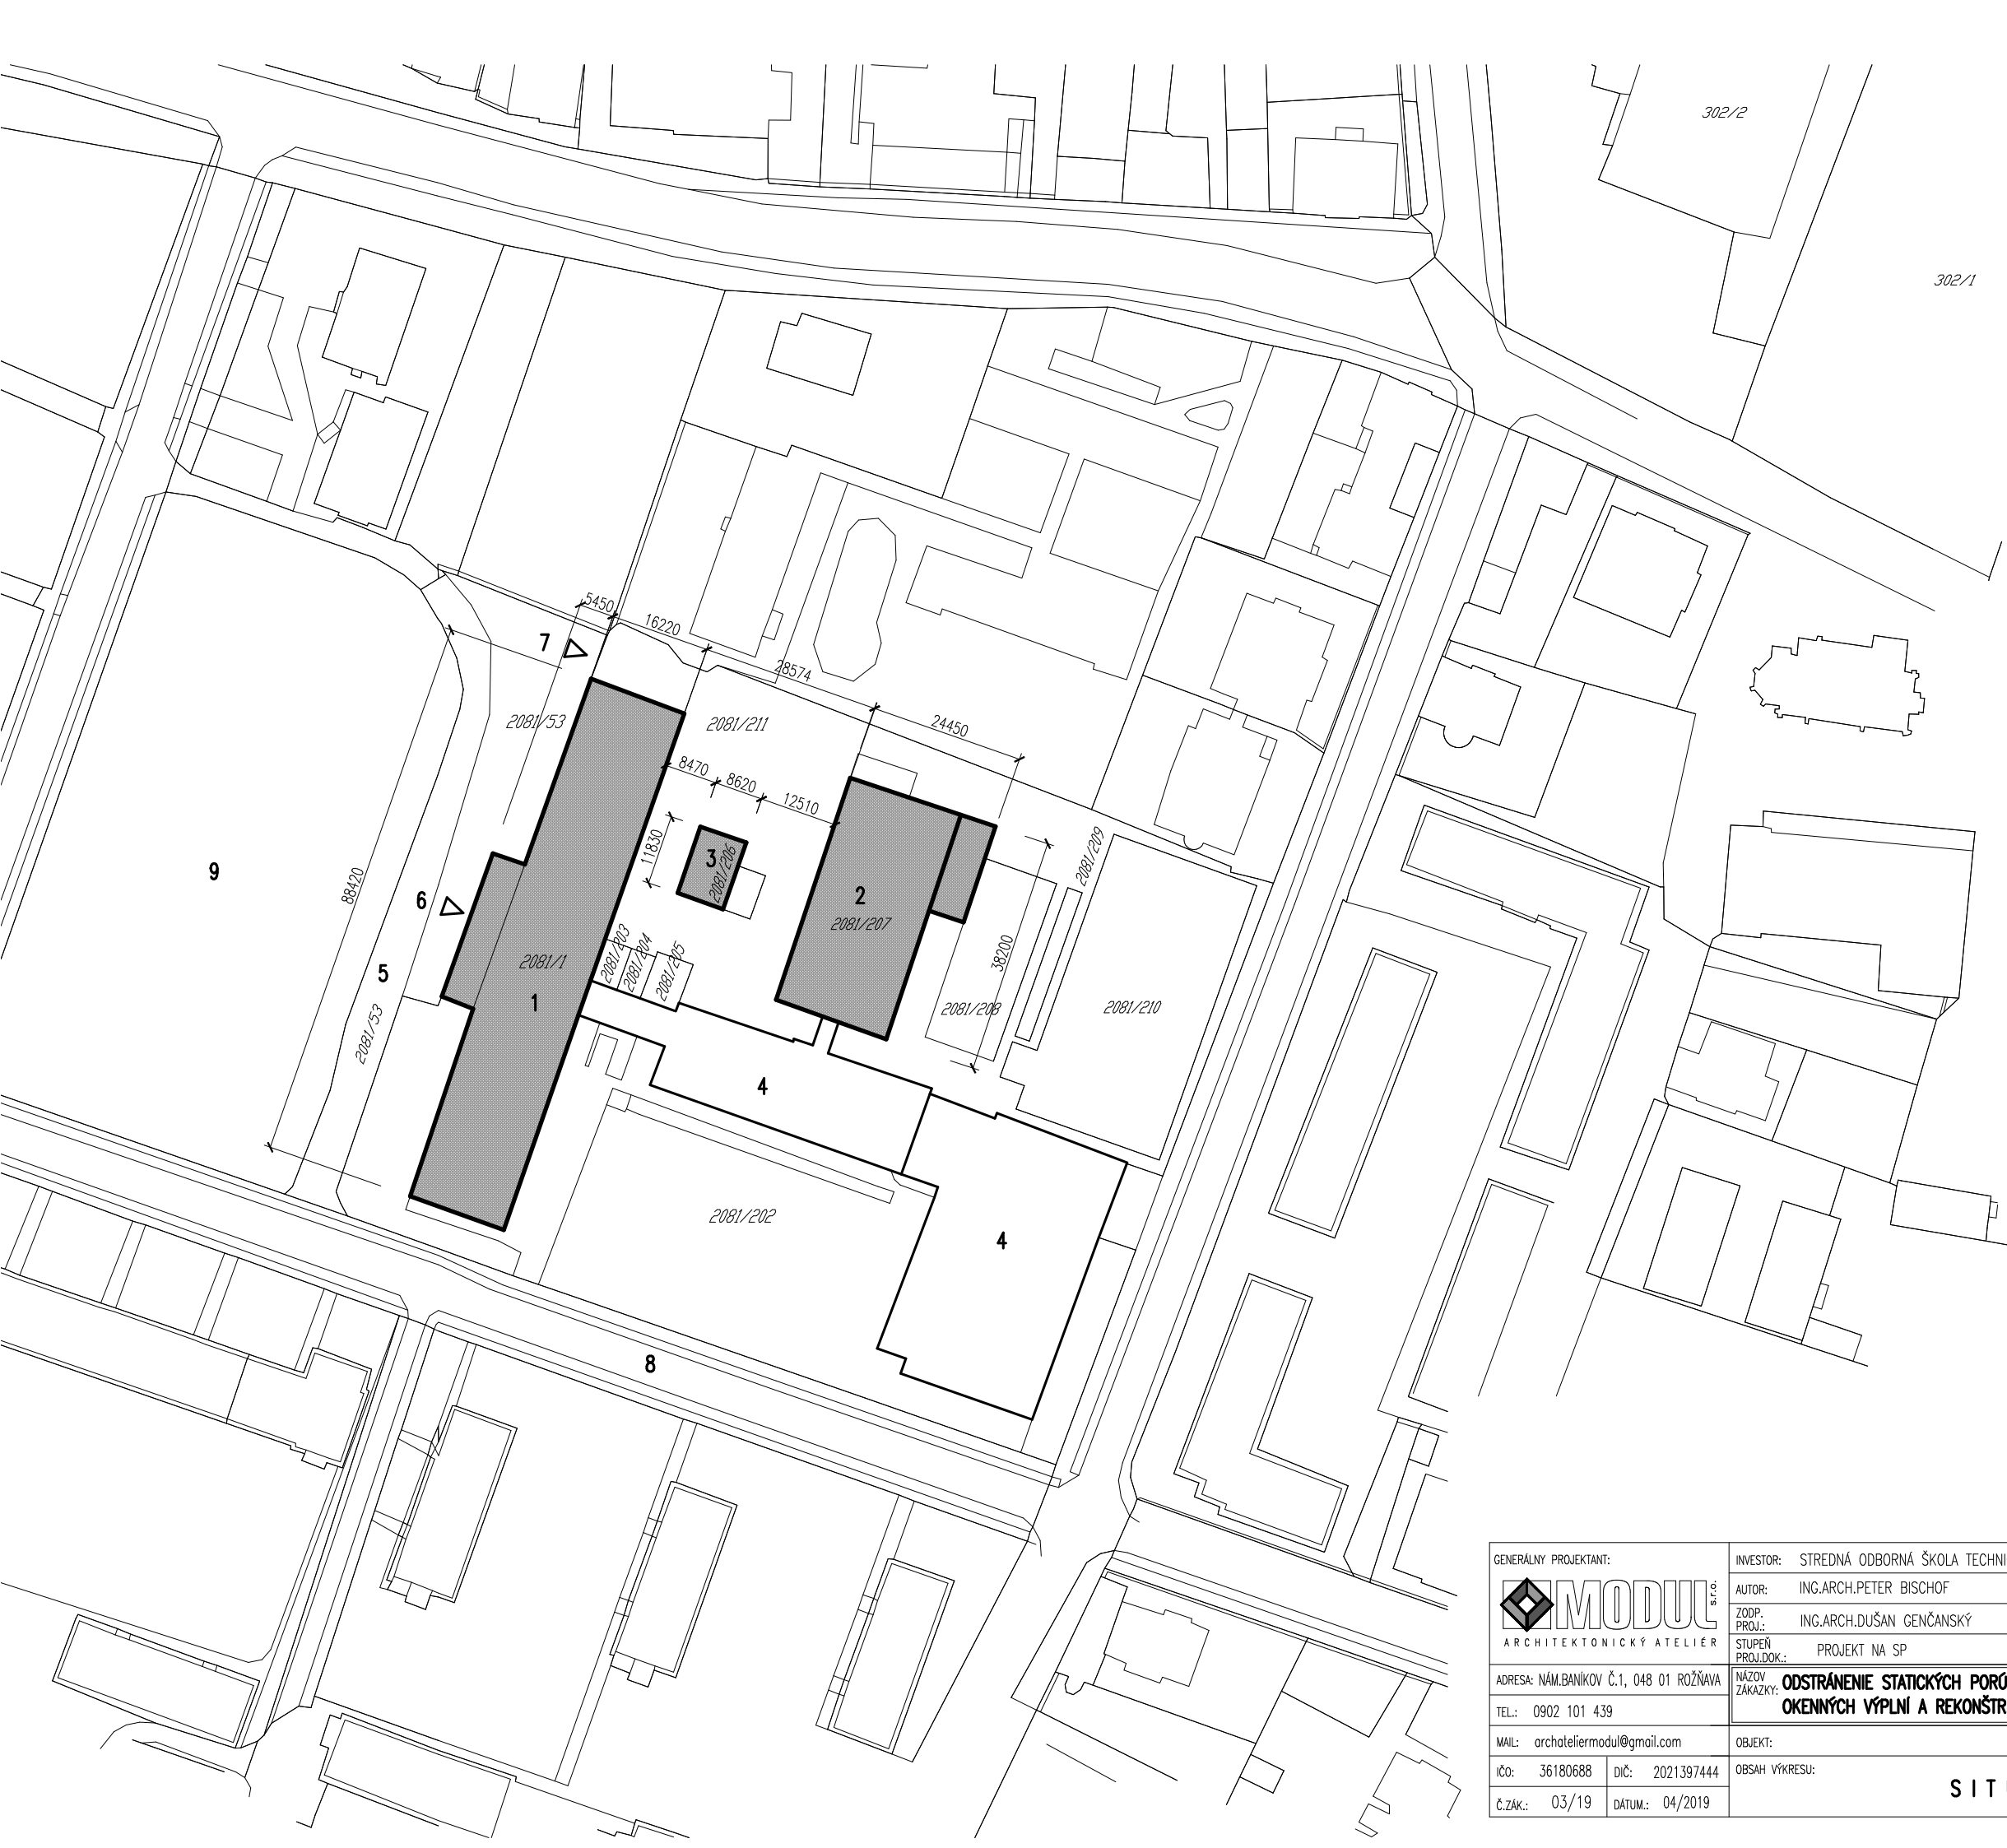 302/2
302/1
5450
16220
7
28574
2081/53
2081/211
24450
8470
8620
12510
11830
3
2081/206
2081/209
9
88420
6
2
2081/207
2081/203
2081/204
2081/205
38200
2081/1
5
1
2081/208
2081/210
2081/53
4
2081/202
4
8
GENERÁLNY PROJEKTANT:
MODUL s.r.o.
ARCHITEKTONICKÝ ATELIÉR
ADRESA: NÁM.BANÍKOV Č.1, 048 01 ROŽŇAVA
TEL.: 0902 101 439
MAIL: archateliermodul@gmail.com
IČO: 36180688 DIČ: 2021397444
Č.ZÁK.: 03/19 DÁTUM.: 04/2019
INVESTOR: STREDNÁ ODBORNÁ ŠKOLA TECHNI
AUTOR: ING.ARCH.PETER BISCHOF
ZODP. PROJ.: ING.ARCH.DUŠAN GENČANSKÝ
STUPEŇ PROJ.DOK.: PROJEKT NA SP
NÁZOV ZÁKAZKY: ODSTRÁNENIE STATICKÝCH PORÚ
OKENNÝCH VÝPLNÍ A REKONŠTR
OBJEKT:
OBSAH VÝKRESU:
SIT